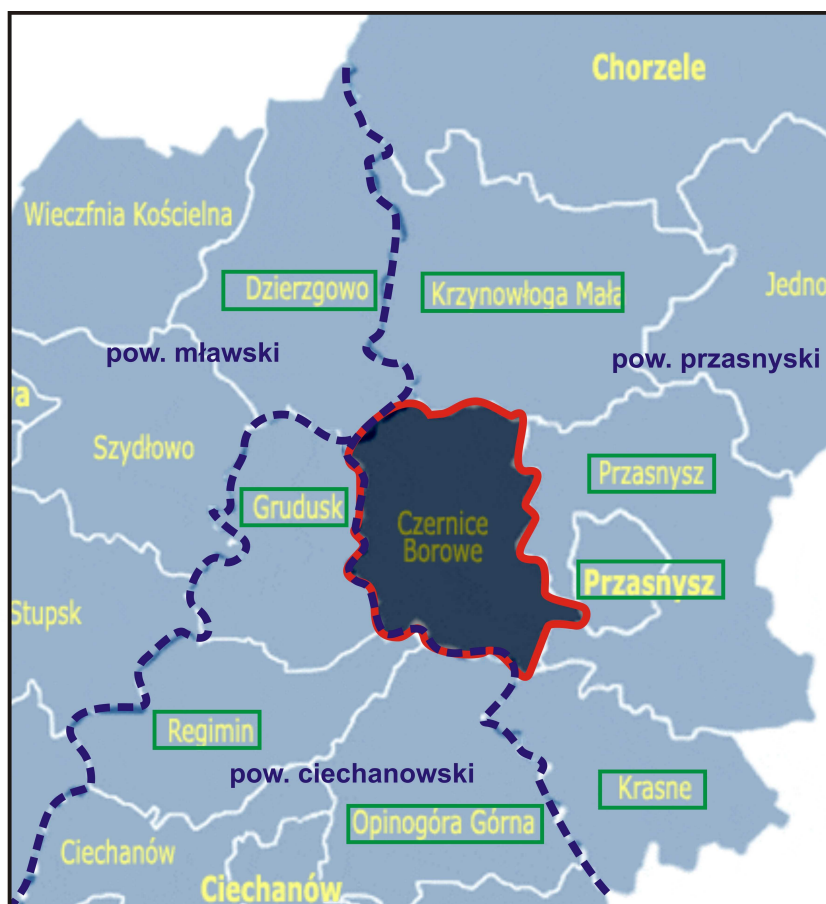 Chorzele
Wieczfnia Kościelna
Dzierzgowo
Krzynowłoga Mała
Jedno
pow. mławski
pow. przasnyski
wa
Szydłowo
Przasnysz
Grudusk
Czernice
Borowe
Przasnysz
Stupsk
Regimin
pow. ciechanowski
Krasne
Opinogóra Górna
Ciechanów
Ciechanów